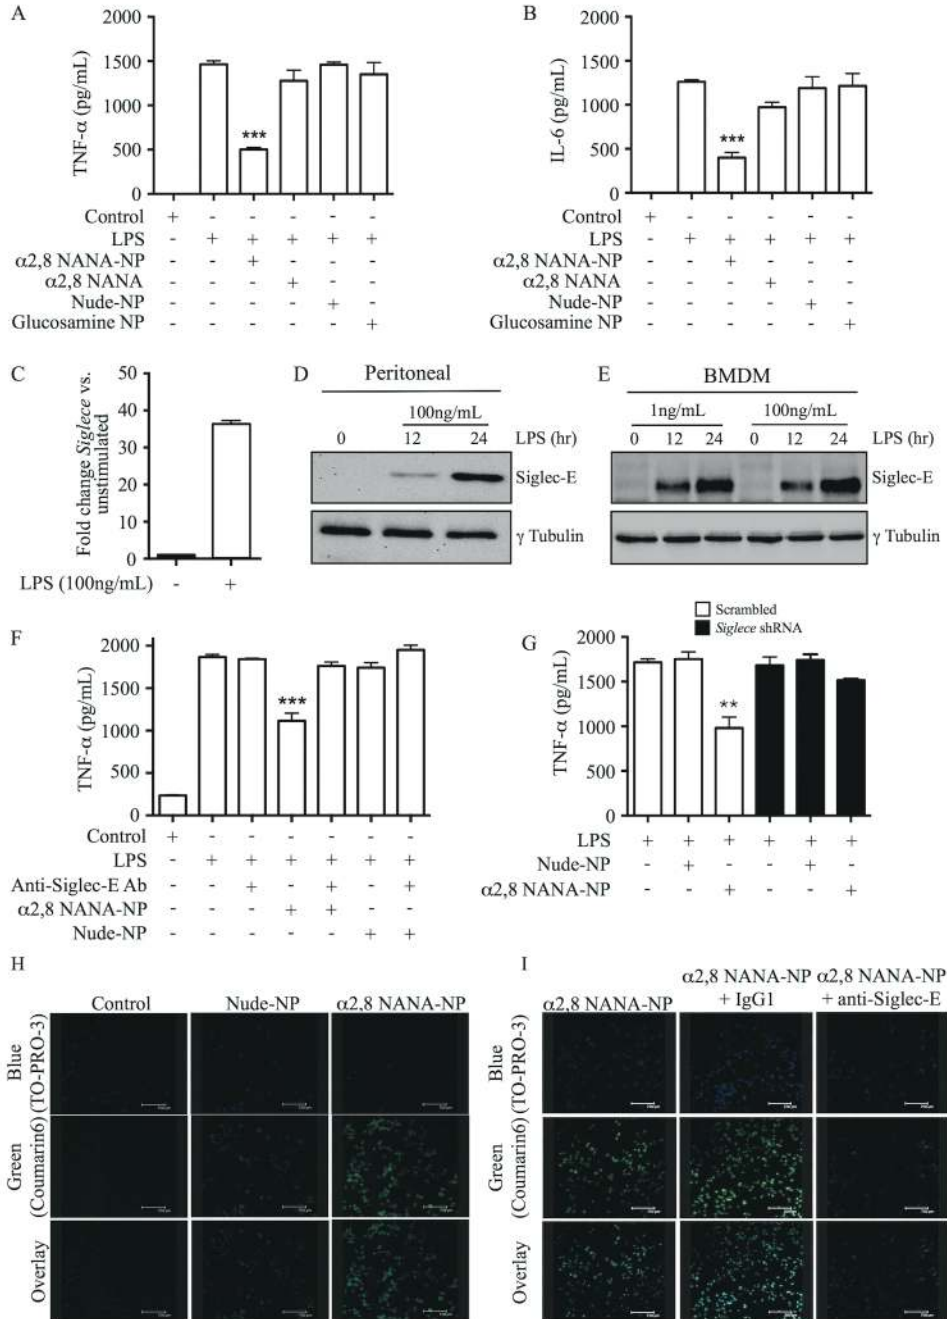 A
TNF-α (pg/mL)
2000
1500
1000
500
0
***
Control + - - - - -
LPS - + + + + +
α2,8 NANA-NP - - + - - -
α2,8 NANA - - - + - -
Nude-NP - - - - + -
Glucosamine NP - - - - - +
B
IL-6 (pg/mL)
2000
1500
1000
500
0
***
Control + - - - - -
LPS - + + + + +
α2,8 NANA-NP - - + - - -
α2,8 NANA - - - + - -
Nude-NP - - - - + -
Glucosamine NP - - - - - +
C
Fold change Siglece vs.
unstimulated
50
40
30
20
10
0
LPS (100ng/mL) - +
D
Peritoneal
100ng/mL
0 12 24 LPS (hr)
Siglec-E
γ Tubulin
E
BMDM
1ng/mL 100ng/mL
0 12 24 0 12 24 LPS (hr)
Siglec-E
γ Tubulin
F
TNF-α (pg/mL)
2000
1500
1000
500
0
***
Control + - - - - - -
LPS - + + + + + +
Anti-Siglec-E Ab - - + - + - +
α2,8 NANA-NP - - - + + - -
Nude-NP - - - - - + +
Scrambled
Siglece shRNA
G
TNF-α (pg/mL)
2000
1500
1000
500
0
**
LPS + + + + + +
Nude-NP - + - - + -
α2,8 NANA-NP - - + - - +
H
Control Nude-NP α2,8 NANA-NP
Blue
(TO-PRO-3)
Green
(Coumarin6)
Overlay
I
α2,8 NANA-NP
α2,8 NANA-NP
+ IgG1
α2,8 NANA-NP
+ anti-Siglec-E
Blue
(TO-PRO-3)
Green
(Coumarin6)
Overlay